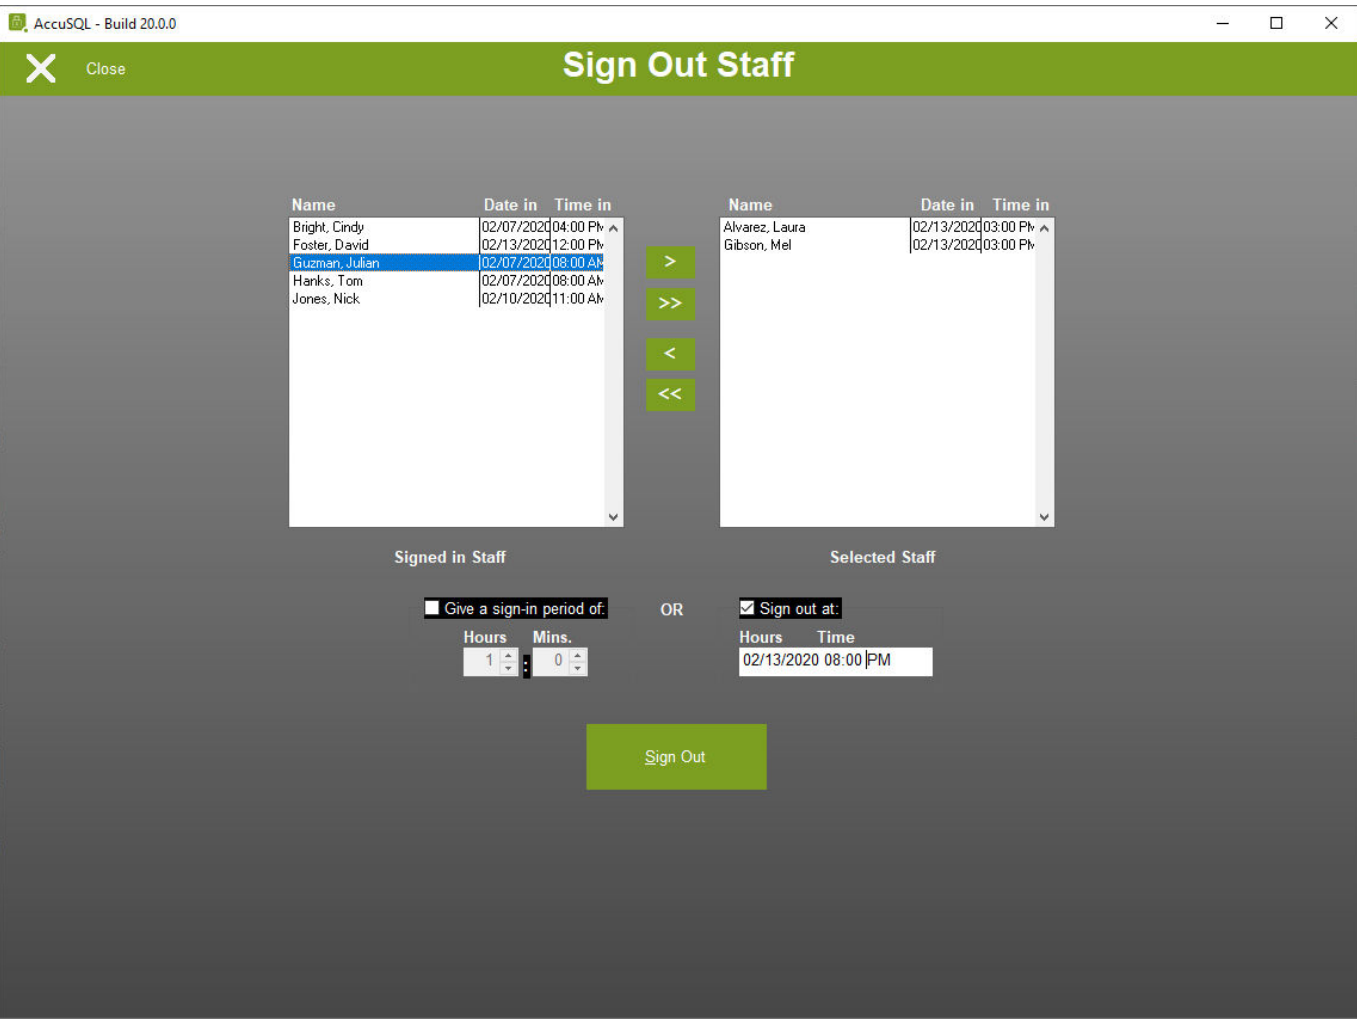 AccuSQL - Build 20.0.0
Close
Sign Out Staff
Name Date in Time in
Bright, Cindy 02/07/2020 04:00 PM
Foster, David 02/13/2020 12:00 PM
Guzman, Julian 02/07/2020 08:00 AM
Hanks, Tom 02/07/2020 08:00 AM
Jones, Nick 02/10/2020 11:00 AM
>
>>
<
<<
Name Date in Time in
Alvarez, Laura 02/13/2020 03:00 PM
Gibson, Mel 02/13/2020 03:00 PM
Signed in Staff
Selected Staff
Give a sign-in period of:
Hours Mins.
1 : 0
OR
Sign out at:
Hours Time
02/13/2020 08:00 PM
Sign Out